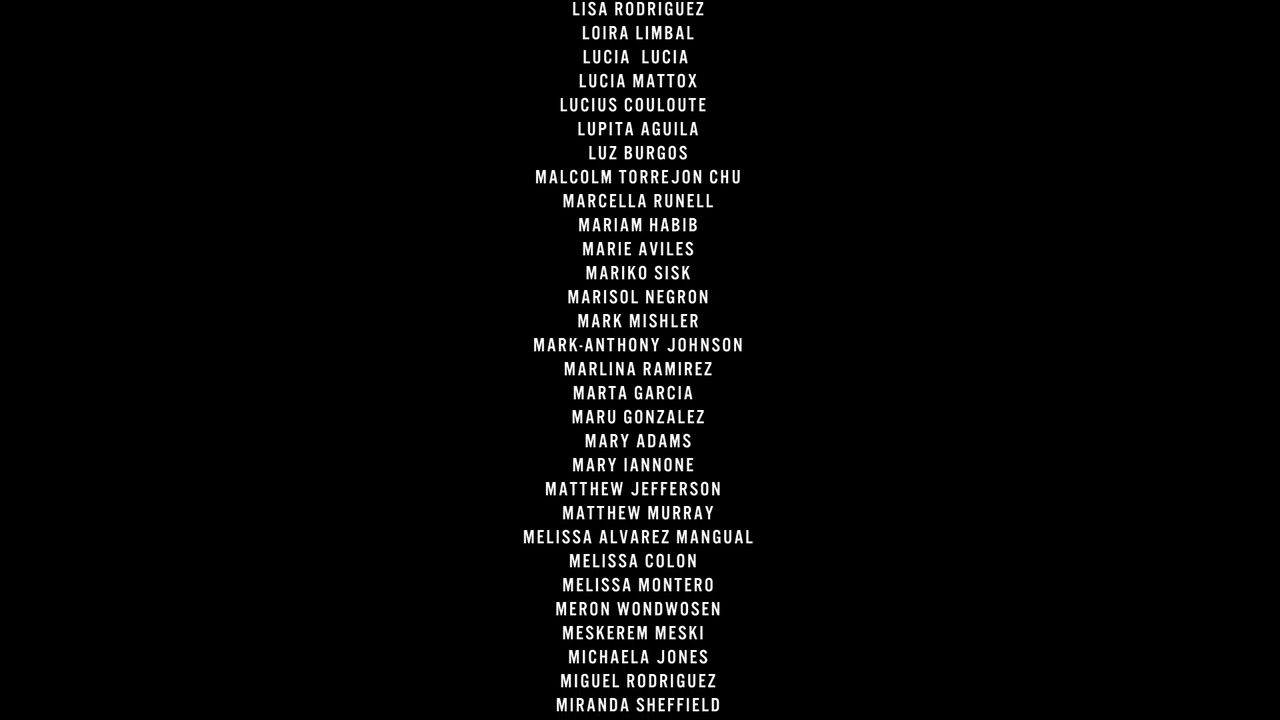 LISA RODRIGUEZ
LOIRA LIMBAL
LUCIA  LUCIA
LUCIA MATTOX
LUCIUS COULOUTE
LUPITA AGUILA
LUZ BURGOS
MALCOLM TORREJON CHU
MARCELLA RUNELL
MARIAM HABIB
MARIE AVILES
MARIKO SISK
MARISOL NEGRON
MARK MISHLER
MARK-ANTHONY JOHNSON
MARLINA RAMIREZ
MARTA GARCIA
MARU GONZALEZ
MARY ADAMS
MARY IANNONE
MATTHEW JEFFERSON
MATTHEW MURRAY
MELISSA ALVAREZ MANGUAL
MELISSA COLON
MELISSA MONTERO
MERON WONDWOSEN
MESKEREM MESKI
MICHAELA JONES
MIGUEL RODRIGUEZ
MIRANDA SHEFFIELD